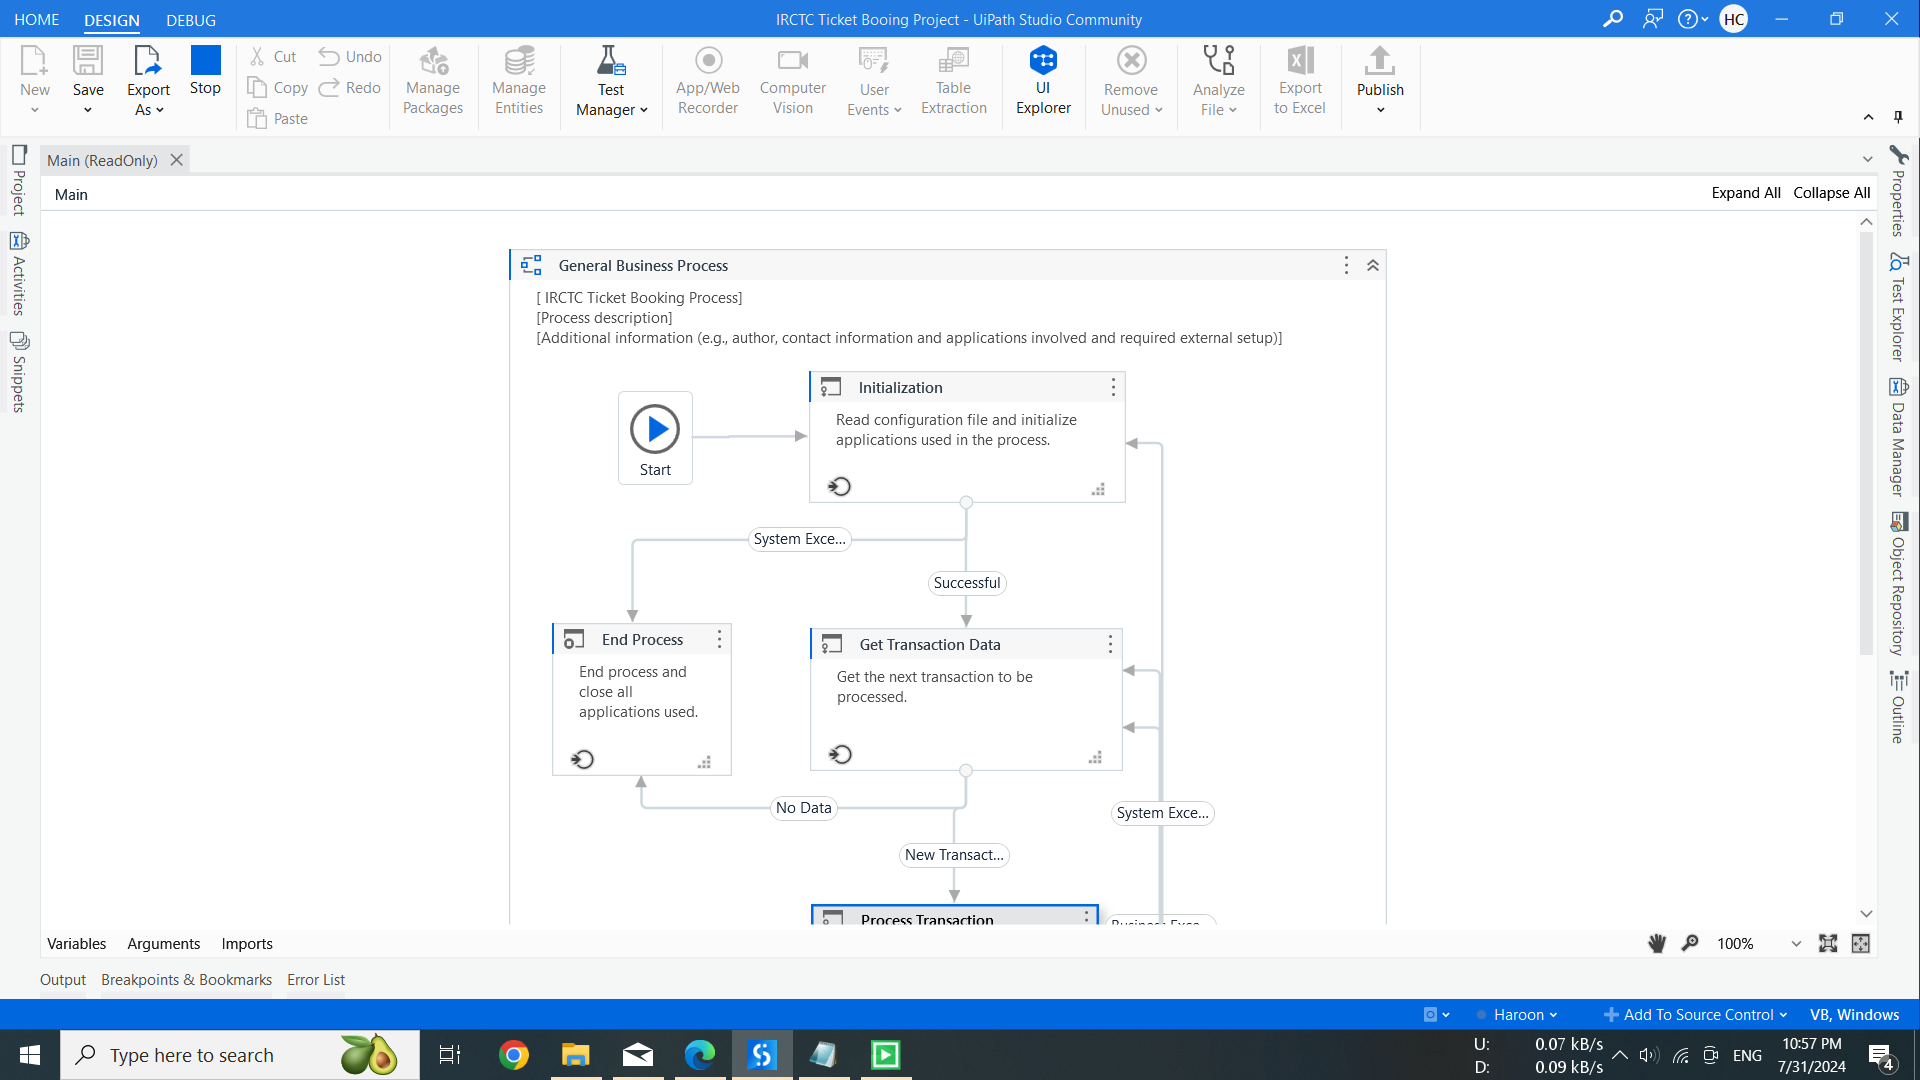 HOME
DESIGN
DEBUG
IRCTC Ticket Booing Project - UiPath Studio Community
HC
New
Save
Export As
Stop
Cut
Copy
Paste
Undo
Redo
Manage Packages
Manage Entities
Test Manager
App/Web Recorder
Computer Vision
User Events
Table Extraction
UI Explorer
Remove Unused
Analyze File
Export to Excel
Publish
Main (ReadOnly)
Main
Expand All
Collapse All
Project
Activities
Snippets
Properties
Test Explorer
Data Manager
Object Repository
Outline
General Business Process
[ IRCTC Ticket Booking Process]
[Process description]
[Additional information (e.g., author, contact information and applications involved and required external setup)]
Start
Initialization
Read configuration file and initialize
applications used in the process.
System Exce...
Successful
End Process
End process and
close all
applications used.
Get Transaction Data
Get the next transaction to be
processed.
No Data
System Exce...
New Transact...
Process Transaction
Business Exce...
Variables
Arguments
Imports
100%
Output
Breakpoints & Bookmarks
Error List
Haroon
Add To Source Control
VB, Windows
Type here to search
U: 0.07 kB/s
D: 0.09 kB/s
ENG
10:57 PM
7/31/2024
4